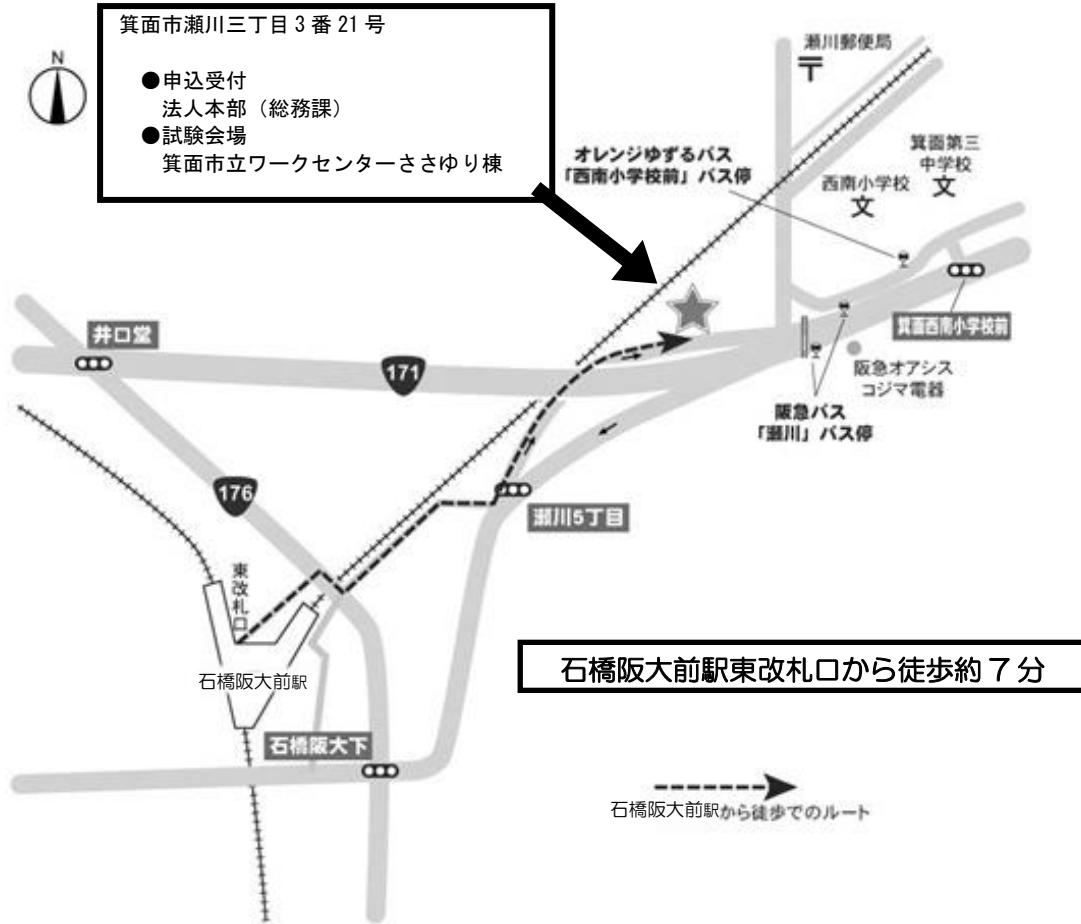 箕面市瀬川三丁目3番21号
●申込受付
法人本部（総務課）
●試験会場
箕面市立ワークセンターささゆり棟
N
瀬川郵便局
〒
オレンジゆずるバス
「西南小学校前」バス停
箕面第三
中学校
文
西南小学校
文
井口堂
171
箕面西南小学校前
阪急オアシス
コジマ電器
阪急バス
「瀬川」バス停
176
瀬川5丁目
東改札口
石橋阪大前駅
石橋阪大前駅東改札口から徒歩約7分
石橋阪大下
石橋阪大前駅から徒歩でのルート